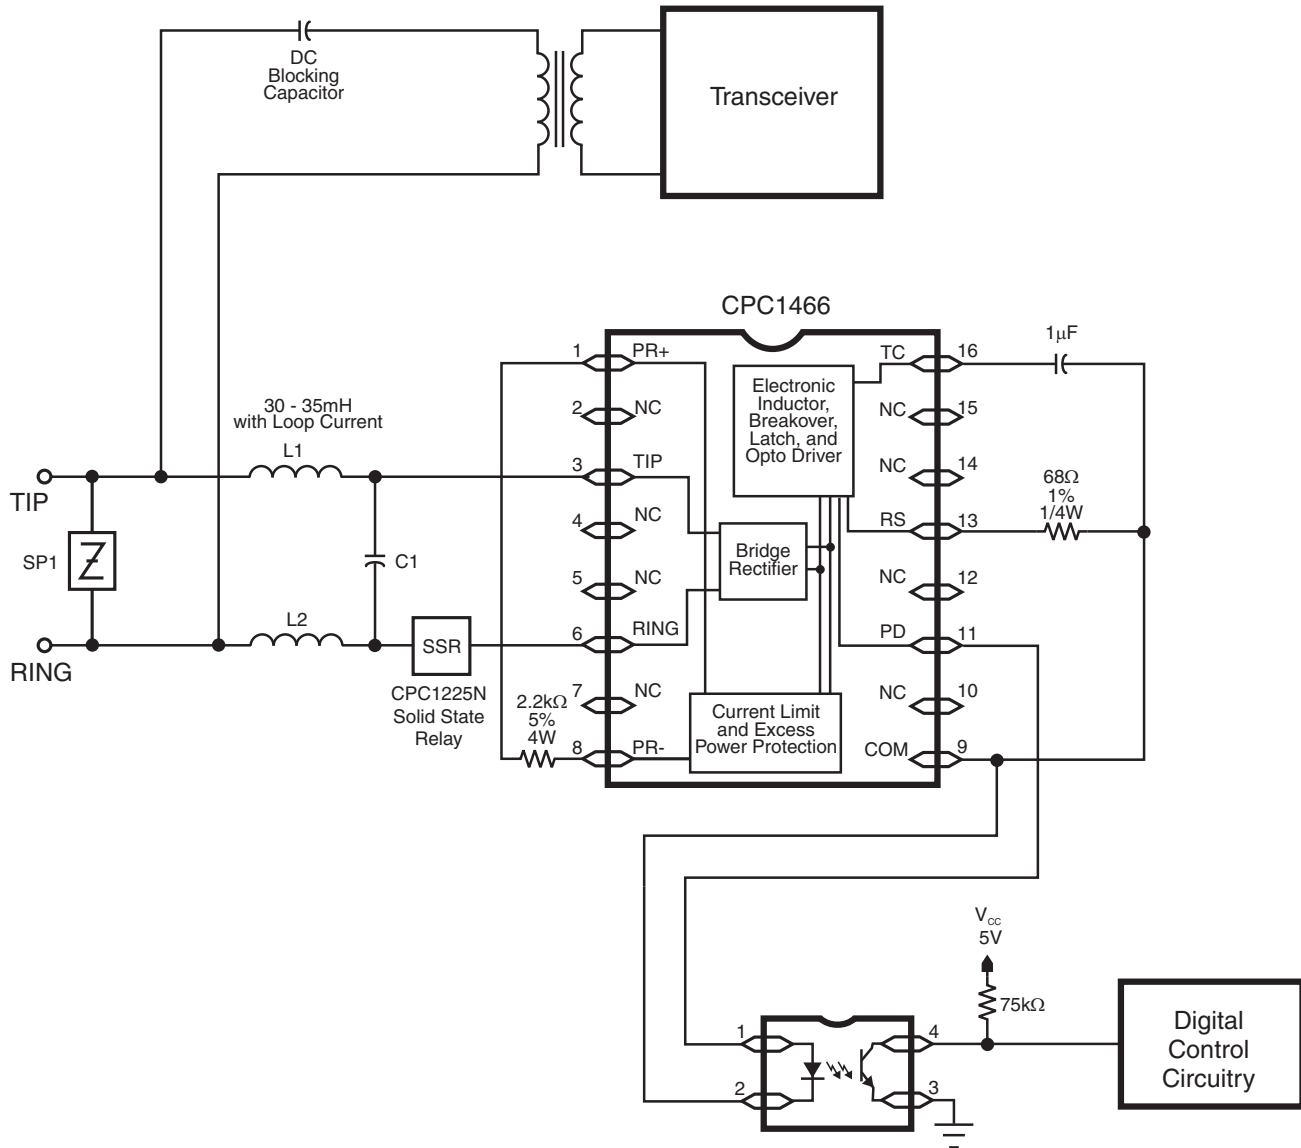 DC
Blocking
Capacitor
Transceiver
CPC1466
1
PR+
TC
16
1μF
2
NC
Electronic
Inductor,
Breakover,
Latch, and
Opto Driver
NC
15
30 - 35mH
with Loop Current
L1
TIP
3
TIP
NC
14
68Ω
1%
1/4W
4
NC
RS
13
SP1
C1
Bridge
Rectifier
5
NC
NC
12
L2
RING
SSR
6
RING
PD
11
CPC1225N
Solid State
Relay
7
NC
NC
10
2.2kΩ
5%
4W
8
PR-
Current Limit
and Excess
Power Protection
COM
9
Vcc
5V
75kΩ
1
4
2
3
Digital
Control
Circuitry